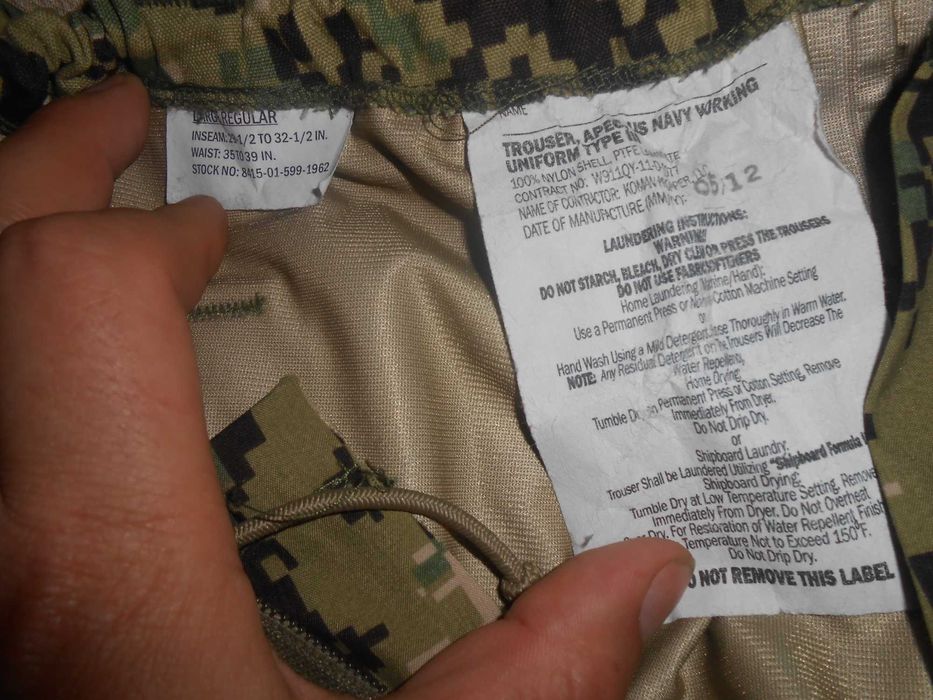 LARGE REGULAR
INSEAM: 29-1/2 TO 32-1/2 IN.
WAIST: 35 TO 39 IN.
STOCK NO: 8415-01-599-1962
NAME
TROUSER, APEC
UNIFORM TYPE US NAVY WRKING
100% NYLON SHELL, PTFE
CONTRACT NO: W911QY-11-D-
NAME OF CONTRACTOR:
DATE OF MANUFACTURE (MM/YY): 05/12
LAUNDERING INSTRUCTIONS:
WARNING
DO NOT STARCH, BLEACH, DRY CLEAN OR PRESS THE TROUSERS
DO NOT USE FABRIC SOFTENERS
Home Laundering (Machine/Hand):
Use a Permanent Press or Cotton Machine Setting
or
Hand Wash Using a Mild Detergent. Thoroughly in Warm Water.
NOTE: Any Residual Detergent on The Trousers Will Decrease The
Water Repellency
Home Drying:
Tumble Dry on Permanent Press or Cotton Setting, Remove
Immediately From Dryer.
Do Not Drip Dry.
or
Shipboard Laundry:
Trouser Shall be Laundered Utilizing "Shipboard Formula
Shipboard Drying:
Tumble Dry at Low Temperature Setting, Remove
Immediately From Dryer. Do Not Overheat
Dry. For Restoration of Water Repellent Finish
Temperature Not to Exceed 150°F.
Do Not Drip Dry.
DO NOT REMOVE THIS LABEL